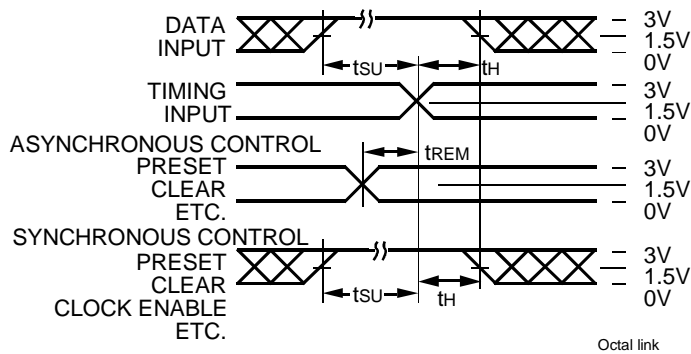 DATA
INPUT
3V
1.5V
0V
tSU
tH
TIMING
INPUT
3V
1.5V
0V
ASYNCHRONOUS CONTROL
PRESET
CLEAR
ETC.
tREM
3V
1.5V
0V
SYNCHRONOUS CONTROL
PRESET
CLEAR
CLOCK ENABLE
ETC.
3V
1.5V
0V
tSU
tH
Octal link